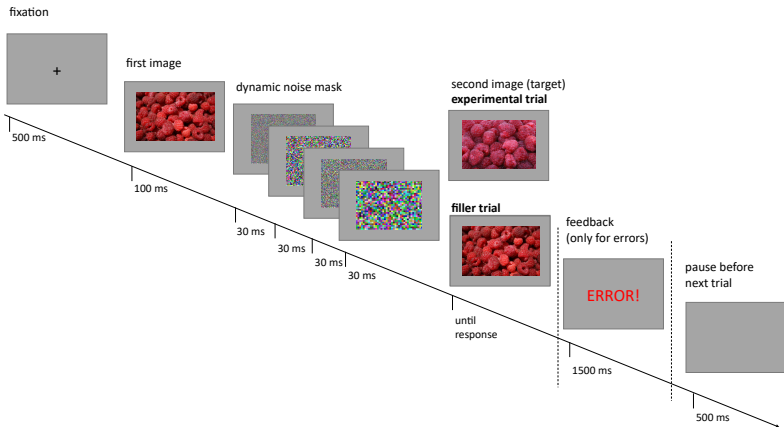 fixation
+
500 ms
first image
100 ms
dynamic noise mask
30 ms
30 ms
30 ms
30 ms
second image (target)
experimental trial
filler trial
until
response
feedback
(only for errors)
ERROR!
1500 ms
pause before
next trial
500 ms